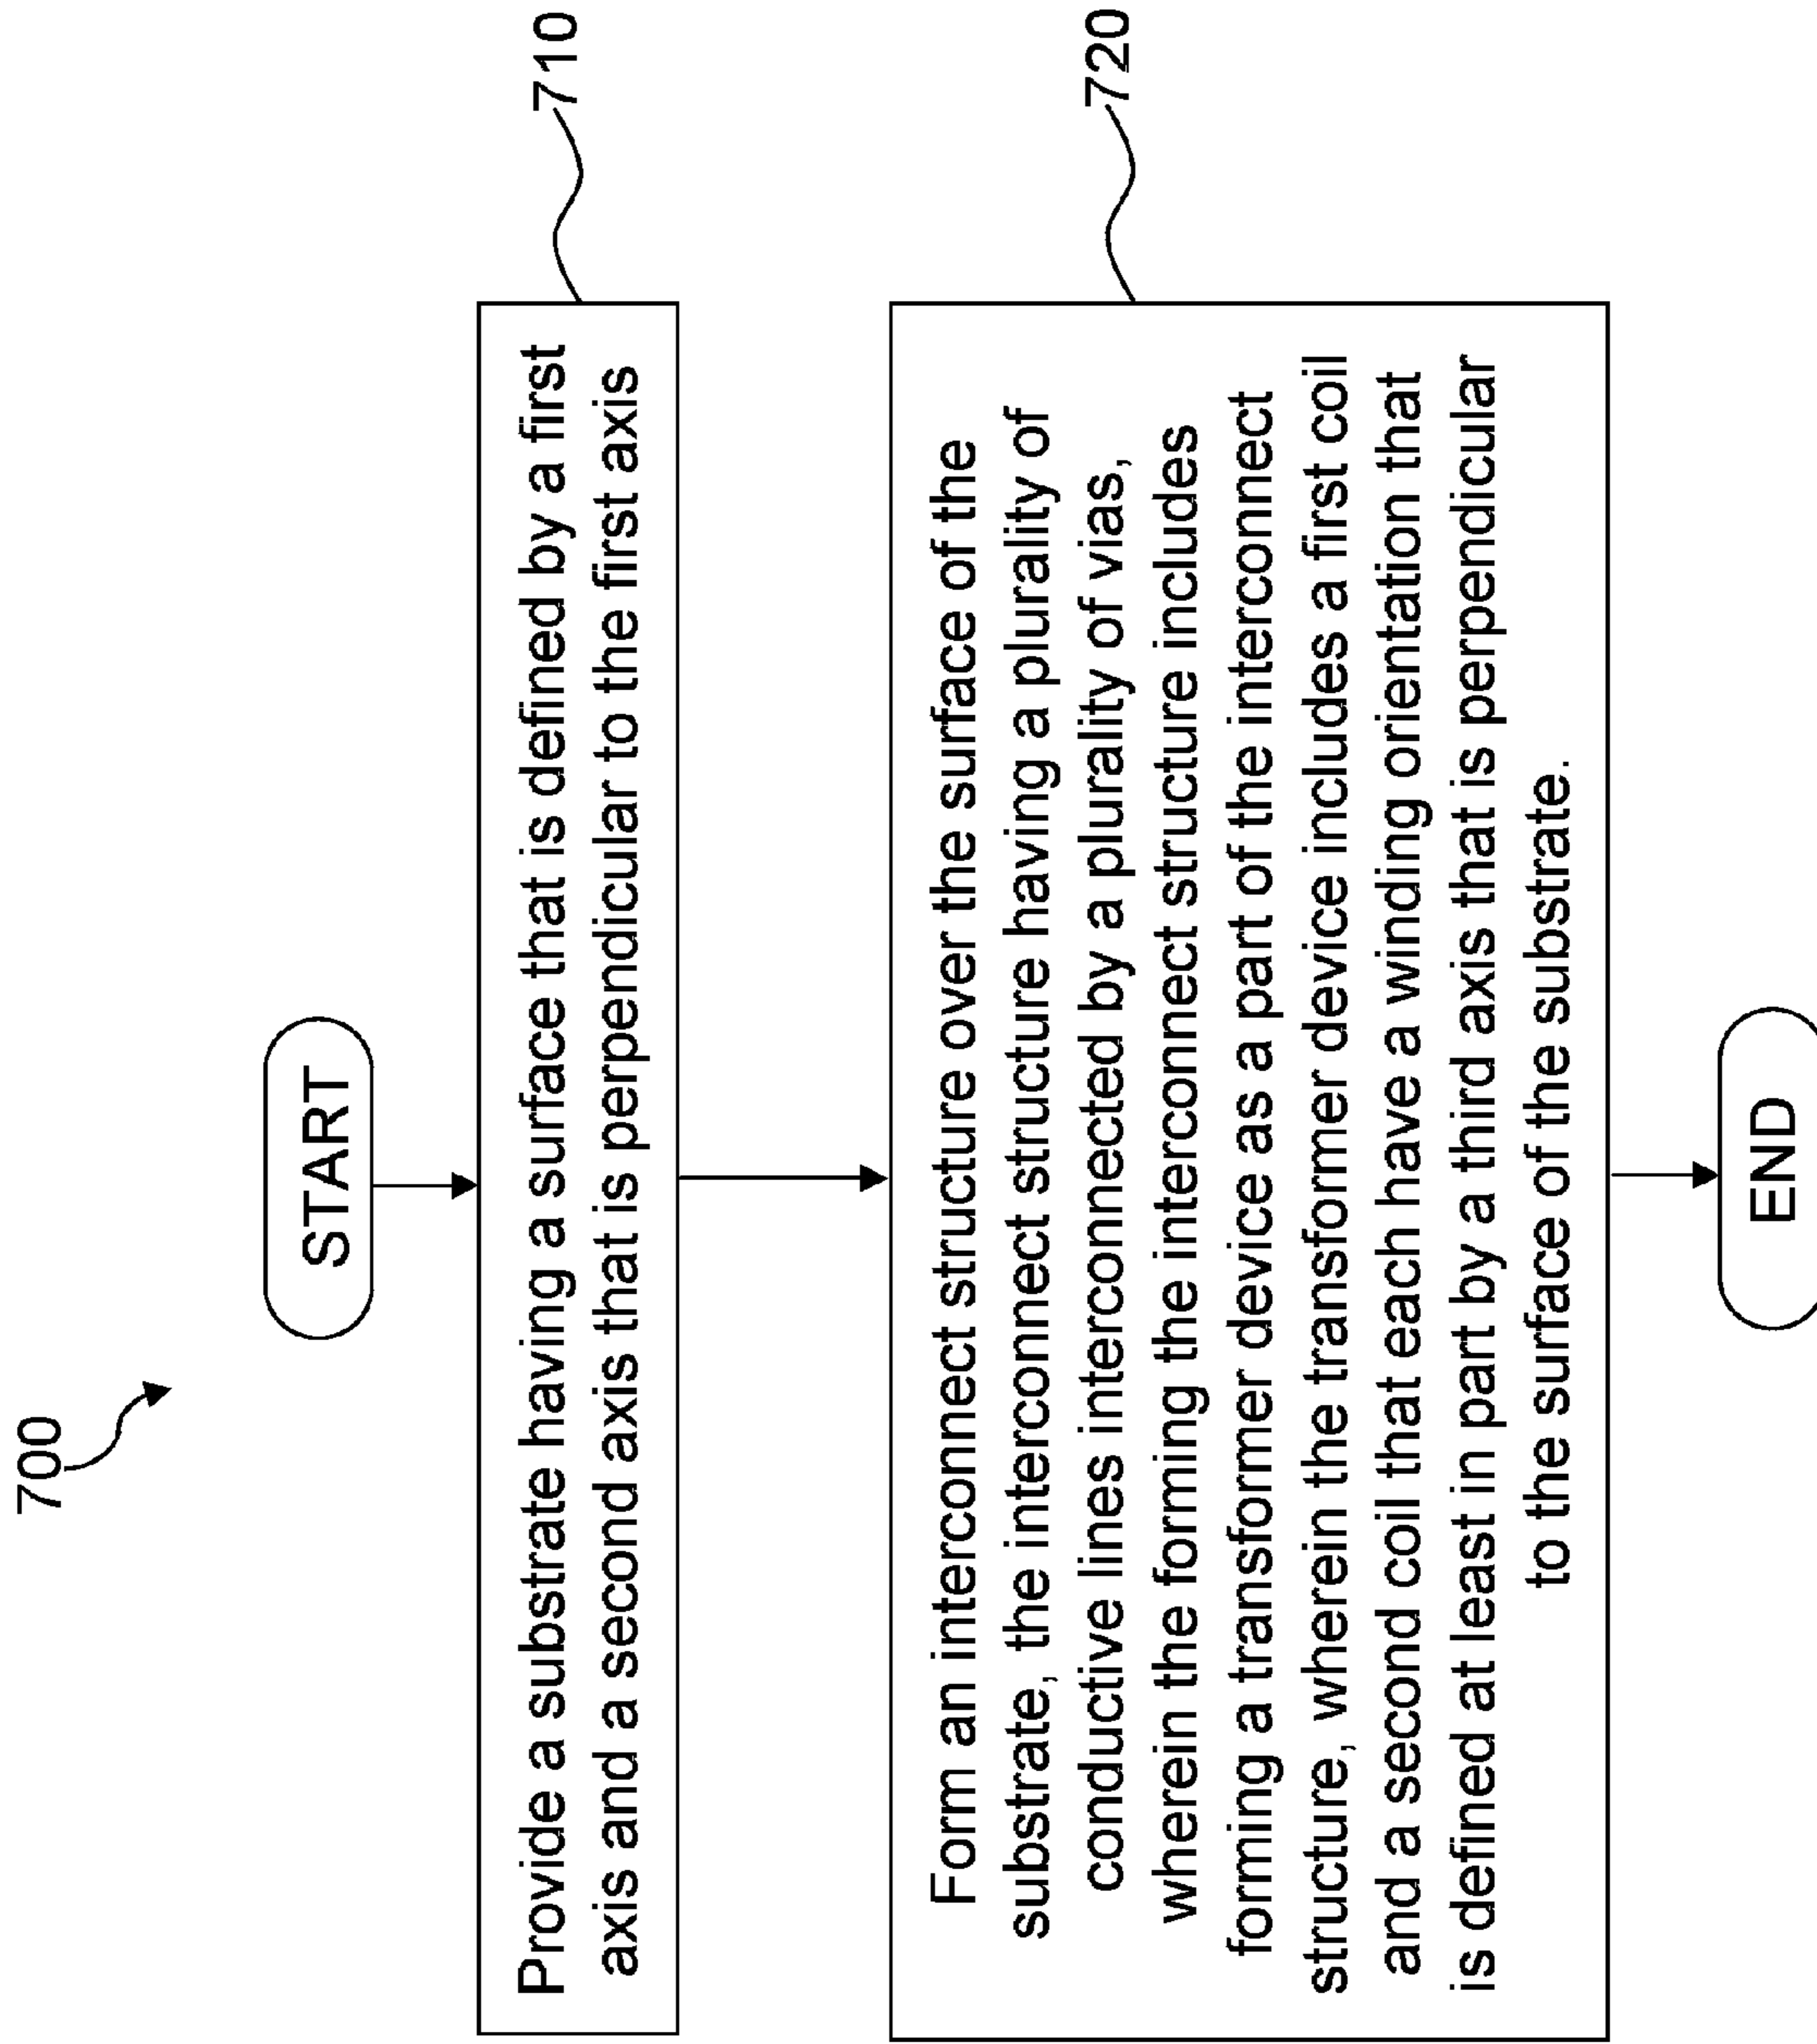 700
START
Provide a substrate having a surface that is defined by a first
axis and a second axis that is perpendicular to the first axis
710
Form an interconnect structure over the surface of the
substrate, the interconnect structure having a plurality of
conductive lines interconnected by a plurality of vias,
wherein the forming the interconnect structure includes
forming a transformer device as a part of the interconnect
structure, wherein the transformer device includes a first coil
and a second coil that each have a winding orientation that
is defined at least in part by a third axis that is perpendicular
to the surface of the substrate.
720
END